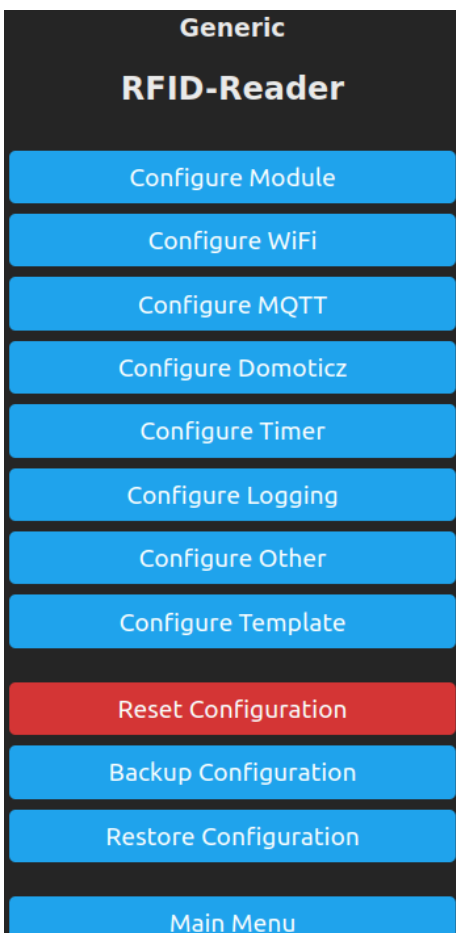 Generic
RFID-Reader
Configure Module
Configure WiFi
Configure MQTT
Configure Domoticz
Configure Timer
Configure Logging
Configure Other
Configure Template
Reset Configuration
Backup Configuration
Restore Configuration
Main Menu